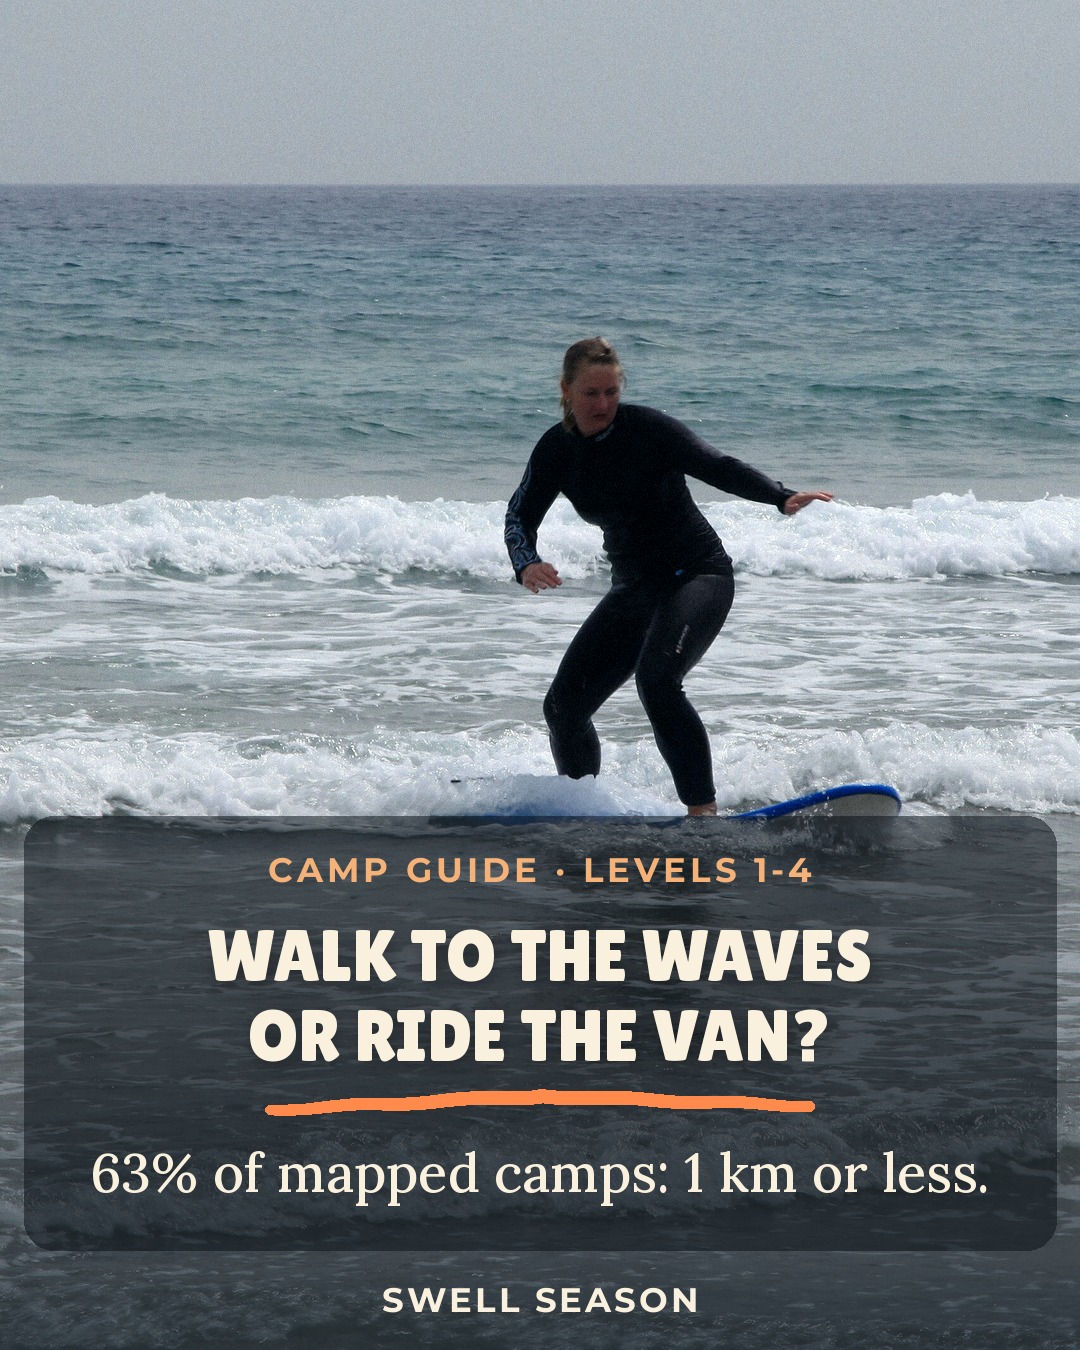 CAMP GUIDE · LEVELS 1-4
WALK TO THE WAVES
OR RIDE THE VAN?
63% of mapped camps: 1 km or less.
SWELL SEASON